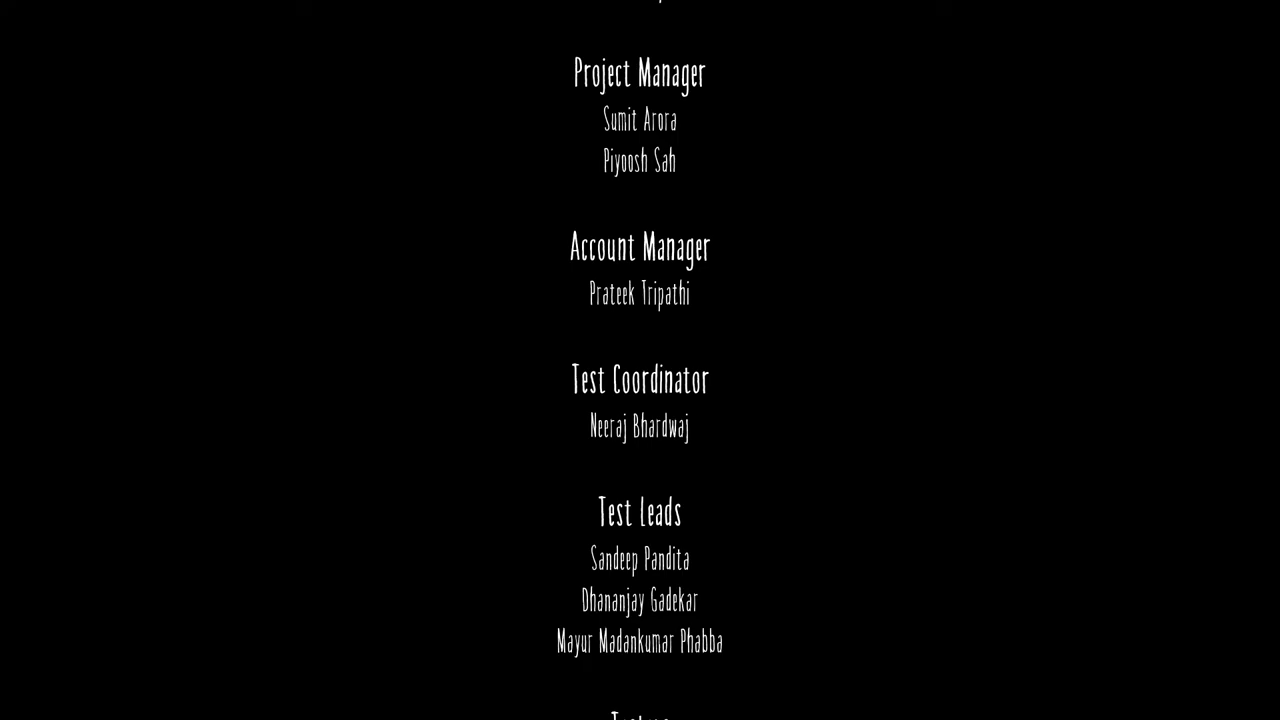 Project Manager
Sumit Arora
Piyoosh Sah
Account Manager
Prateek Tripathi
Test Coordinator
Neeraj Bhardwaj
Test Leads
Sandeep Pandita
Dhananjay Gadekar
Mayur Madankumar Phabba